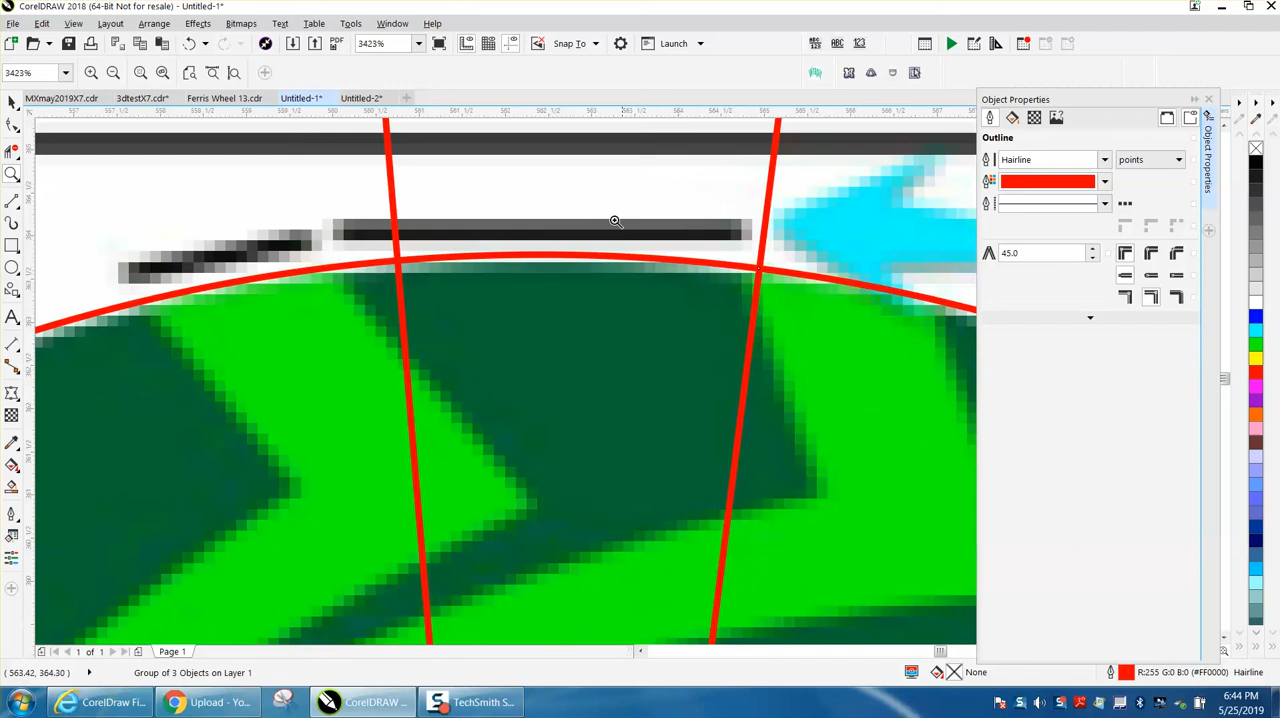 CorelDRAW 2018 (64-Bit Not for resale) - Untitled-1*
File Edit View Layout Arrange Effects Bitmaps Text Table Tools Window Help
3423% PDF Snap To Launch
3423%
MXmay2019X7.cdr 3dtestX7.cdr* Ferris Wheel 13.cdr Untitled-1* Untitled-2*
Object Properties
Outline
Hairline points
45.0
Object Properties
1 of 1 Page 1
(563.42, 364.30) Group of 3 Objects on Layer 1 None R:255 G:0 B:0 (#FF0000) Hairline
CorelDraw Fi... Upload - Yo... CorelDRAW ... TechSmith S... 6:44 PM
5/25/2019